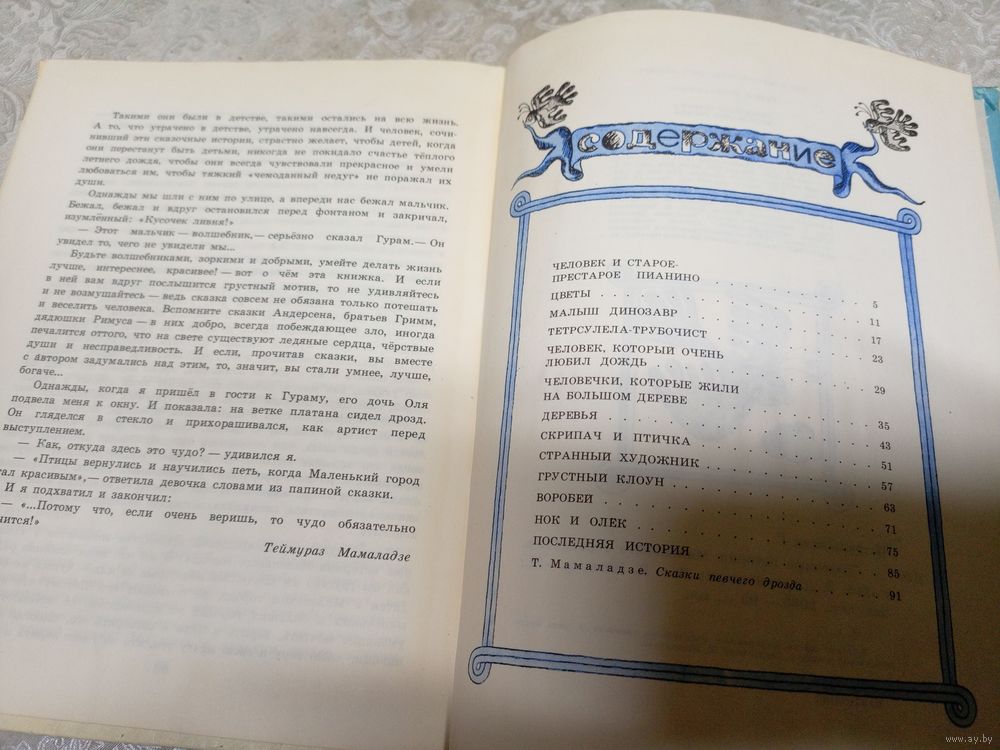 Такими они были в детстве, такими остались на всю жизнь.
А то, что утрачено в детстве, утрачено навсегда. И человек, сочи-
нивший эти сказочные истории, страстно желает, чтобы детей, когда
они перестанут быть детьми, никогда не покидало счастье тёплого
летнего дождя, чтобы они всегда чувствовали прекрасное и умели
любоваться им, чтобы тяжкий «чемоданный недуг» не поражал их
души.
Однажды мы шли с ним по улице, а впереди нас бежал мальчик.
Бежал, бежал и вдруг остановился перед фонтаном и закричал,
изумлённый: «Кусочек ливня!»
— Этот мальчик — волшебник, — серьёзно сказал Гурам. — Он
увидел то, чего не увидели мы...
Будьте волшебниками, зоркими и добрыми, умейте делать жизнь
лучше, интереснее, красивее! — вот о чём эта книжка. И если
в ней вам вдруг послышится грустный мотив, то не удивляйтесь
и не возмущайтесь — ведь сказка совсем не обязана только потешать
и веселить человека. Вспомните сказки Андерсена, братьев Гримм,
дядюшки Римуса — в них добро, всегда побеждающее зло, иногда
печалится оттого, что на свете существуют ледяные сердца, чёрствые
души и несправедливость. И если, прочитав сказки, вы вместе
с автором задумались над этим, то, значит, вы стали умнее, лучше,
богаче...
Однажды, когда я пришёл в гости к Гураму, его дочь Оля
подвела меня к окну. И показала: на ветке платана сидел дрозд.
Он гляделся в стекло и прихорашивался, как артист перед
выступлением.
— Как, откуда здесь это чудо? — удивился я.
— «Птицы вернулись и научились петь, когда Маленький город
тал красивым», — ответила девочка словами из папиной сказки.
И я подхватил и закончил:
— «...Потому что, если очень веришь, то чудо обязательно
чится!»
Теймураз Мамаладзе
содержание
ЧЕЛОВЕК И СТАРОЕ-
ПРЕСТАРОЕ ПИАНИНО . . . . . . . . 5
ЦВЕТЫ . . . . . . . . 11
МАЛЫШ ДИНОЗАВР . . . . . . . . 17
ТЕТРСУЛЕЛА-ТРУБОЧИСТ . . . . . . . . 23
ЧЕЛОВЕК, КОТОРЫЙ ОЧЕНЬ
ЛЮБИЛ ДОЖДЬ . . . . . . . . 29
ЧЕЛОВЕЧКИ, КОТОРЫЕ ЖИЛИ
НА БОЛЬШОМ ДЕРЕВЕ . . . . . . . . 35
ДЕРЕВЬЯ . . . . . . . . 43
СКРИПАЧ И ПТИЧКА . . . . . . . . 51
СТРАННЫЙ ХУДОЖНИК . . . . . . . . 57
ГРУСТНЫЙ КЛОУН . . . . . . . . 63
ВОРОБЕЙ . . . . . . . . 71
НОК И ОЛЕК . . . . . . . . 75
ПОСЛЕДНЯЯ ИСТОРИЯ . . . . . . . . 85
Т. Мамаладзе. Сказки певчего дрозда . . . . . . 91
www.ay.by